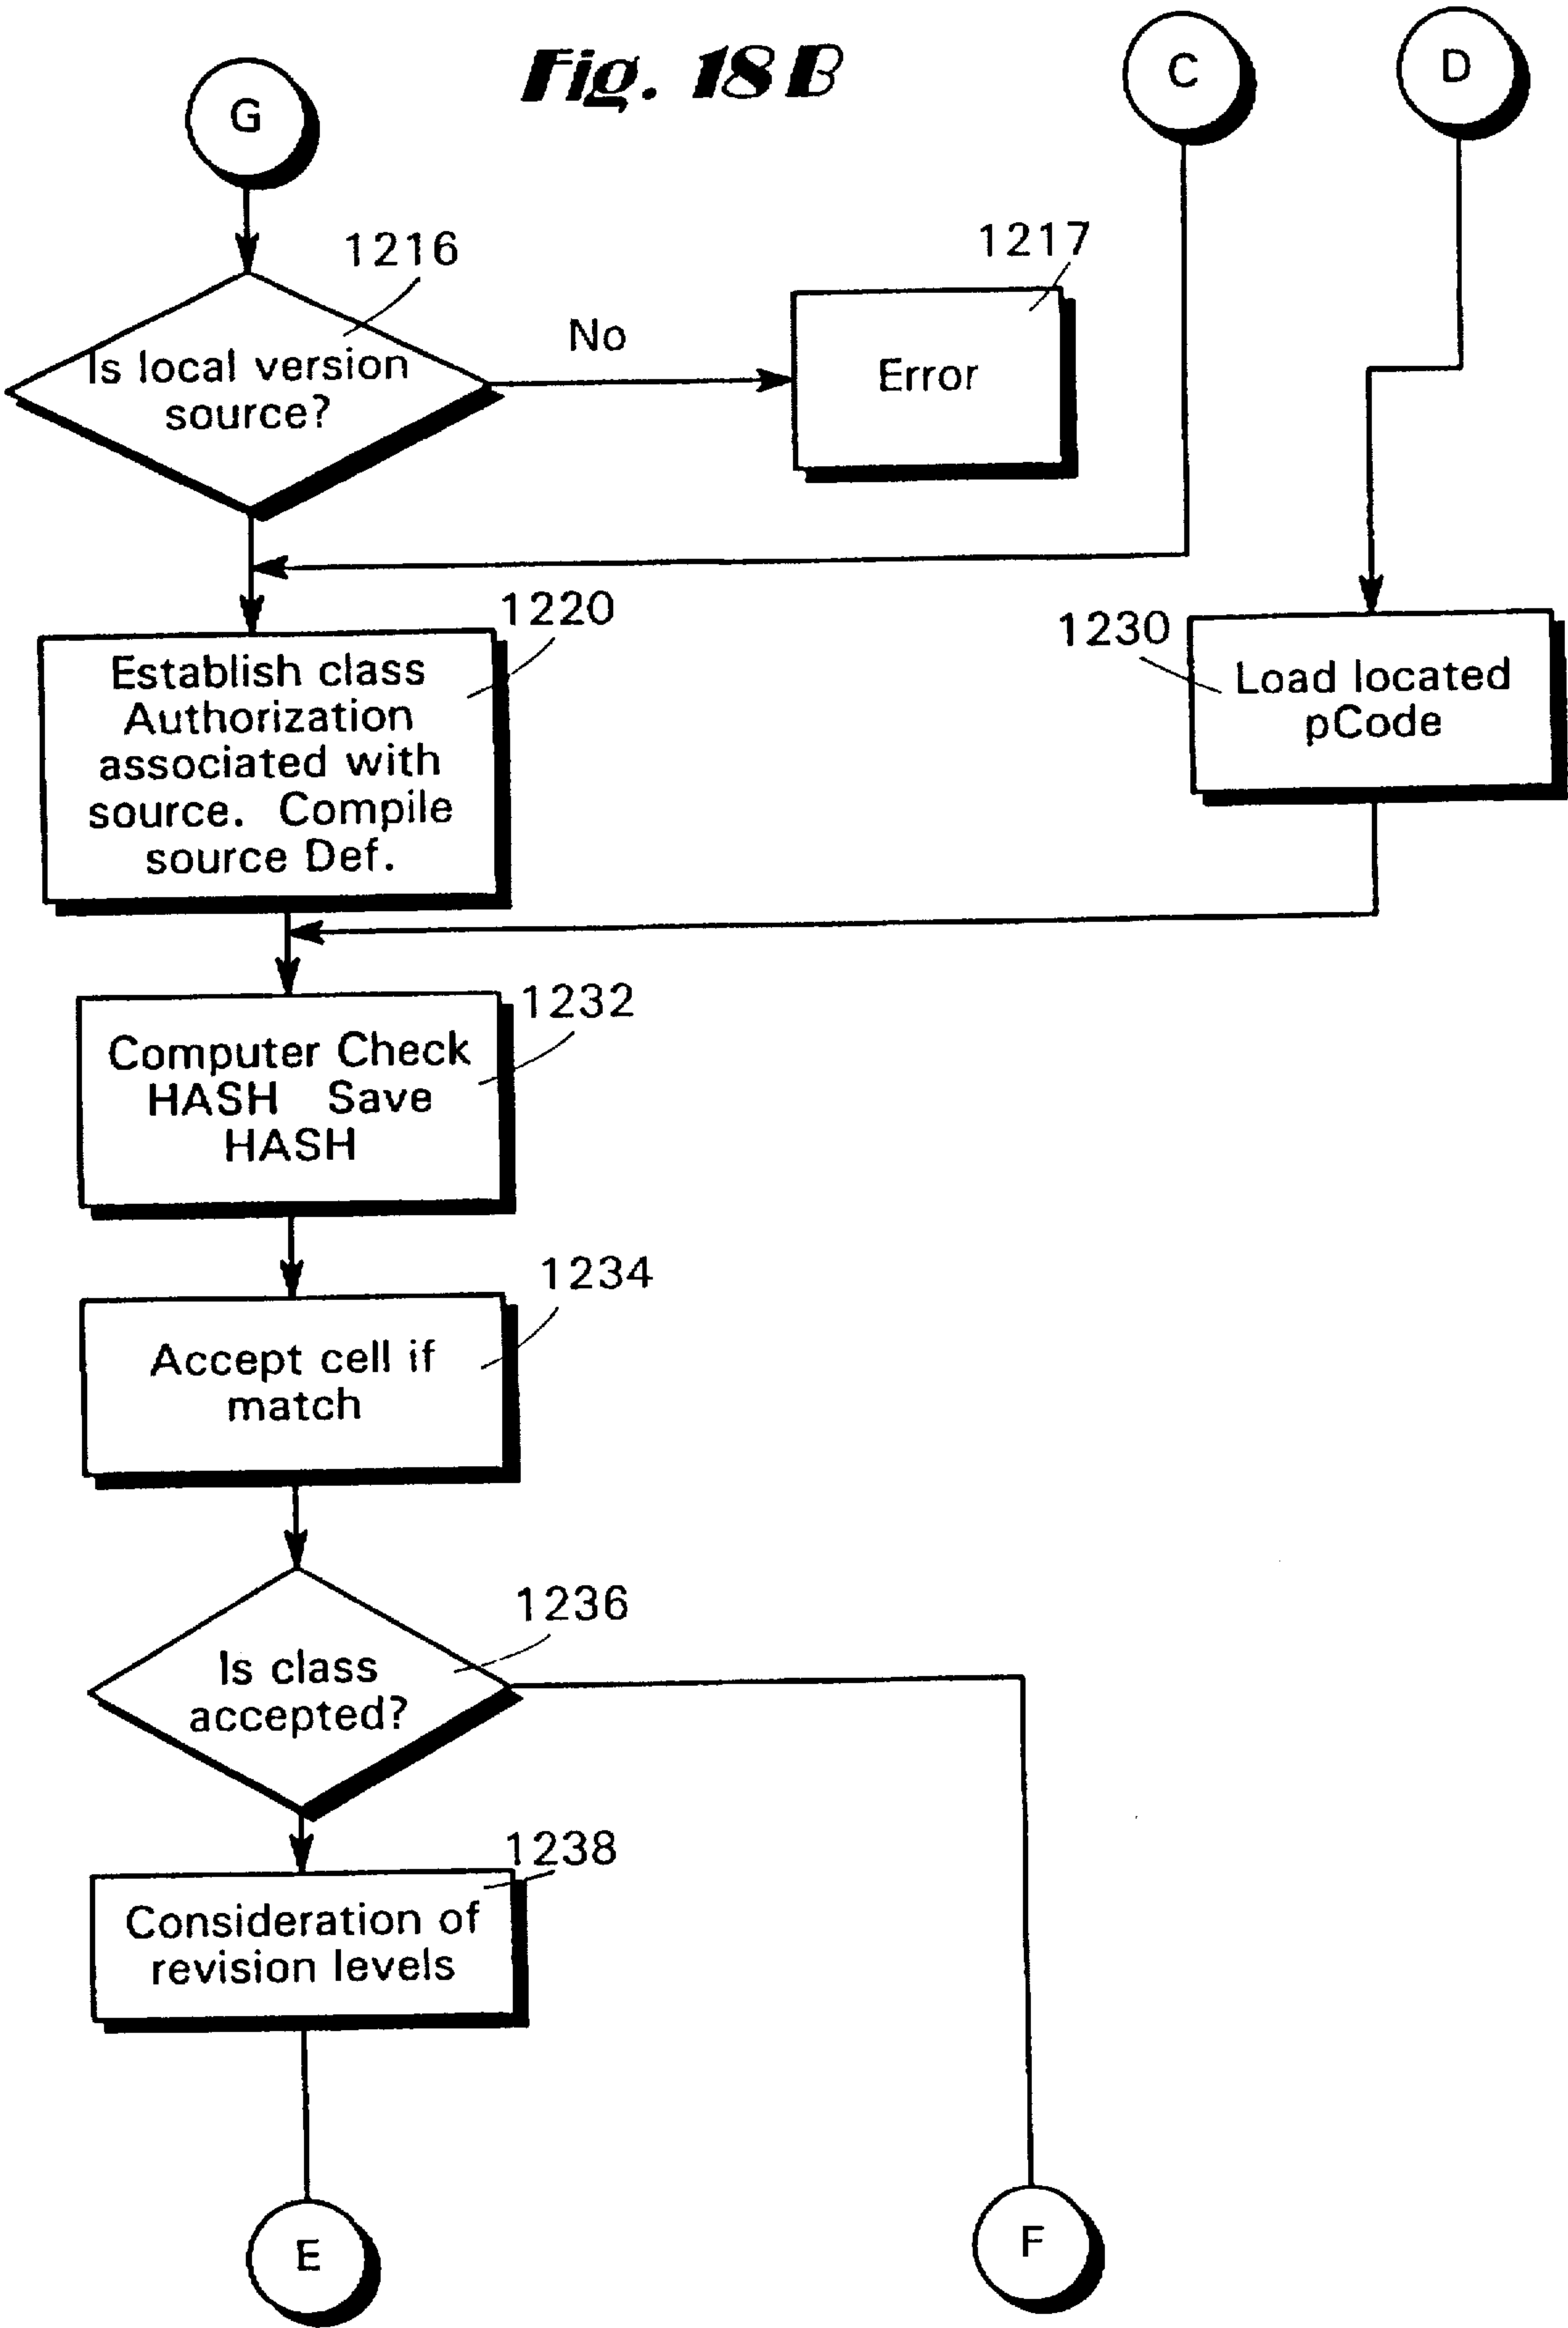 Fig. 18B
G
C
D
1216
Is local version
source?
No
1217
Error
1220
Establish class
Authorization
associated with
source. Compile
source Def.
1230
Load located
pCode
1232
Computer Check
HASH Save
HASH
1234
Accept cell if
match
1236
Is class
accepted?
1238
Consideration of
revision levels
E
F